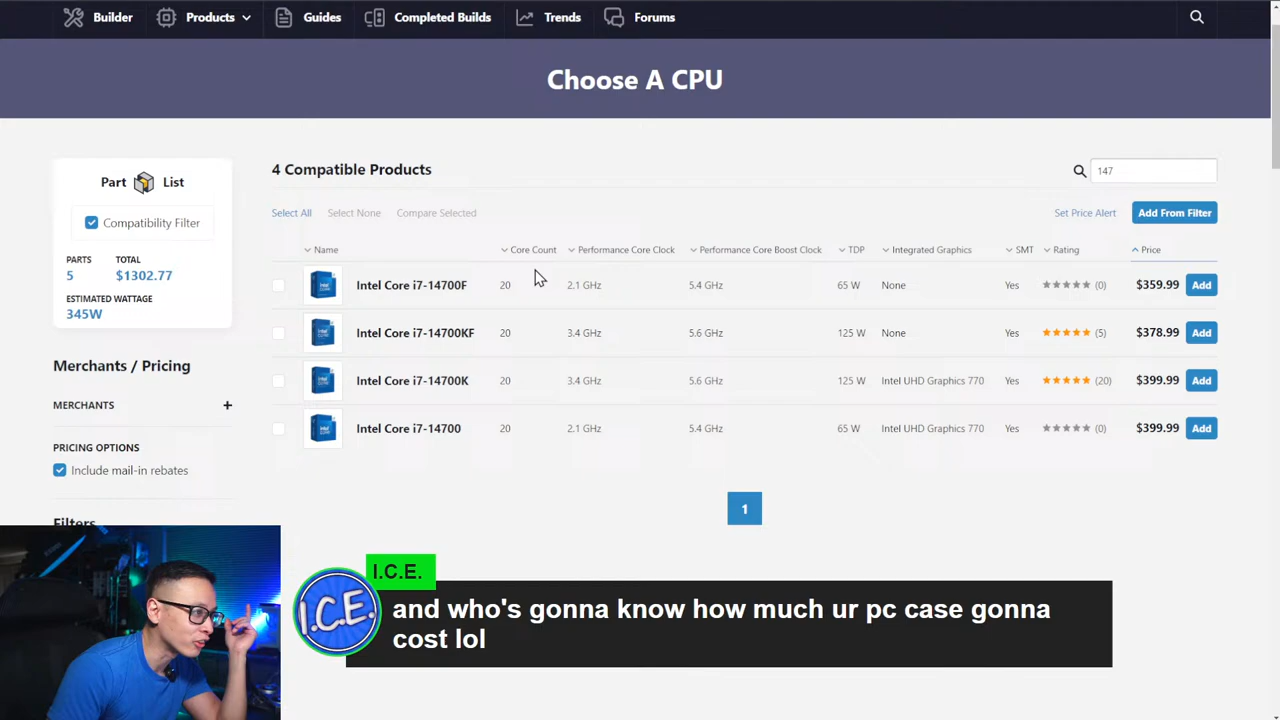 Builder Products Guides Completed Builds Trends Forums
Choose A CPU
Part List
Compatibility Filter
PARTS TOTAL
5 $1302.77
ESTIMATED WATTAGE
345W
Merchants / Pricing
MERCHANTS +
PRICING OPTIONS
Include mail-in rebates
Filters
4 Compatible Products 147
Select All Select None Compare Selected Set Price Alert Add From Filter
Name Core Count Performance Core Clock Performance Core Boost Clock TDP Integrated Graphics SMT Rating Price
Intel Core i7-14700F 20 2.1 GHz 5.4 GHz 65 W None Yes (0) $359.99 Add
Intel Core i7-14700KF 20 3.4 GHz 5.6 GHz 125 W None Yes (5) $378.99 Add
Intel Core i7-14700K 20 3.4 GHz 5.6 GHz 125 W Intel UHD Graphics 770 Yes (20) $399.99 Add
Intel Core i7-14700 20 2.1 GHz 5.4 GHz 65 W Intel UHD Graphics 770 Yes (0) $399.99 Add
1
I.C.E.
I.C.E.
and who's gonna know how much ur pc case gonna
cost lol